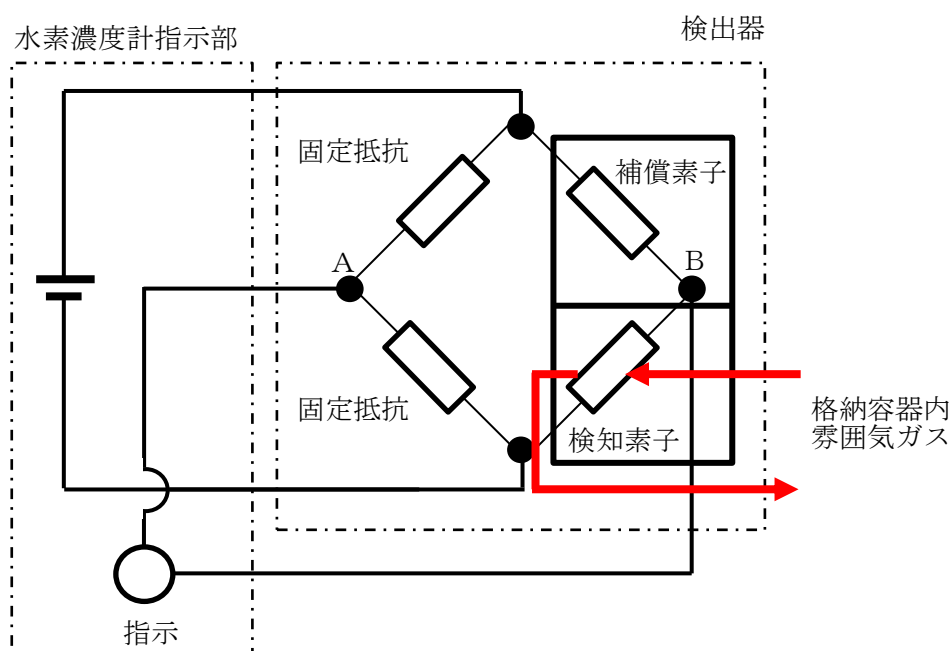 水素濃度計指示部
検出器
固定抵抗
補償素子
A
B
固定抵抗
検知素子
格納容器内
雰囲気ガス
指示